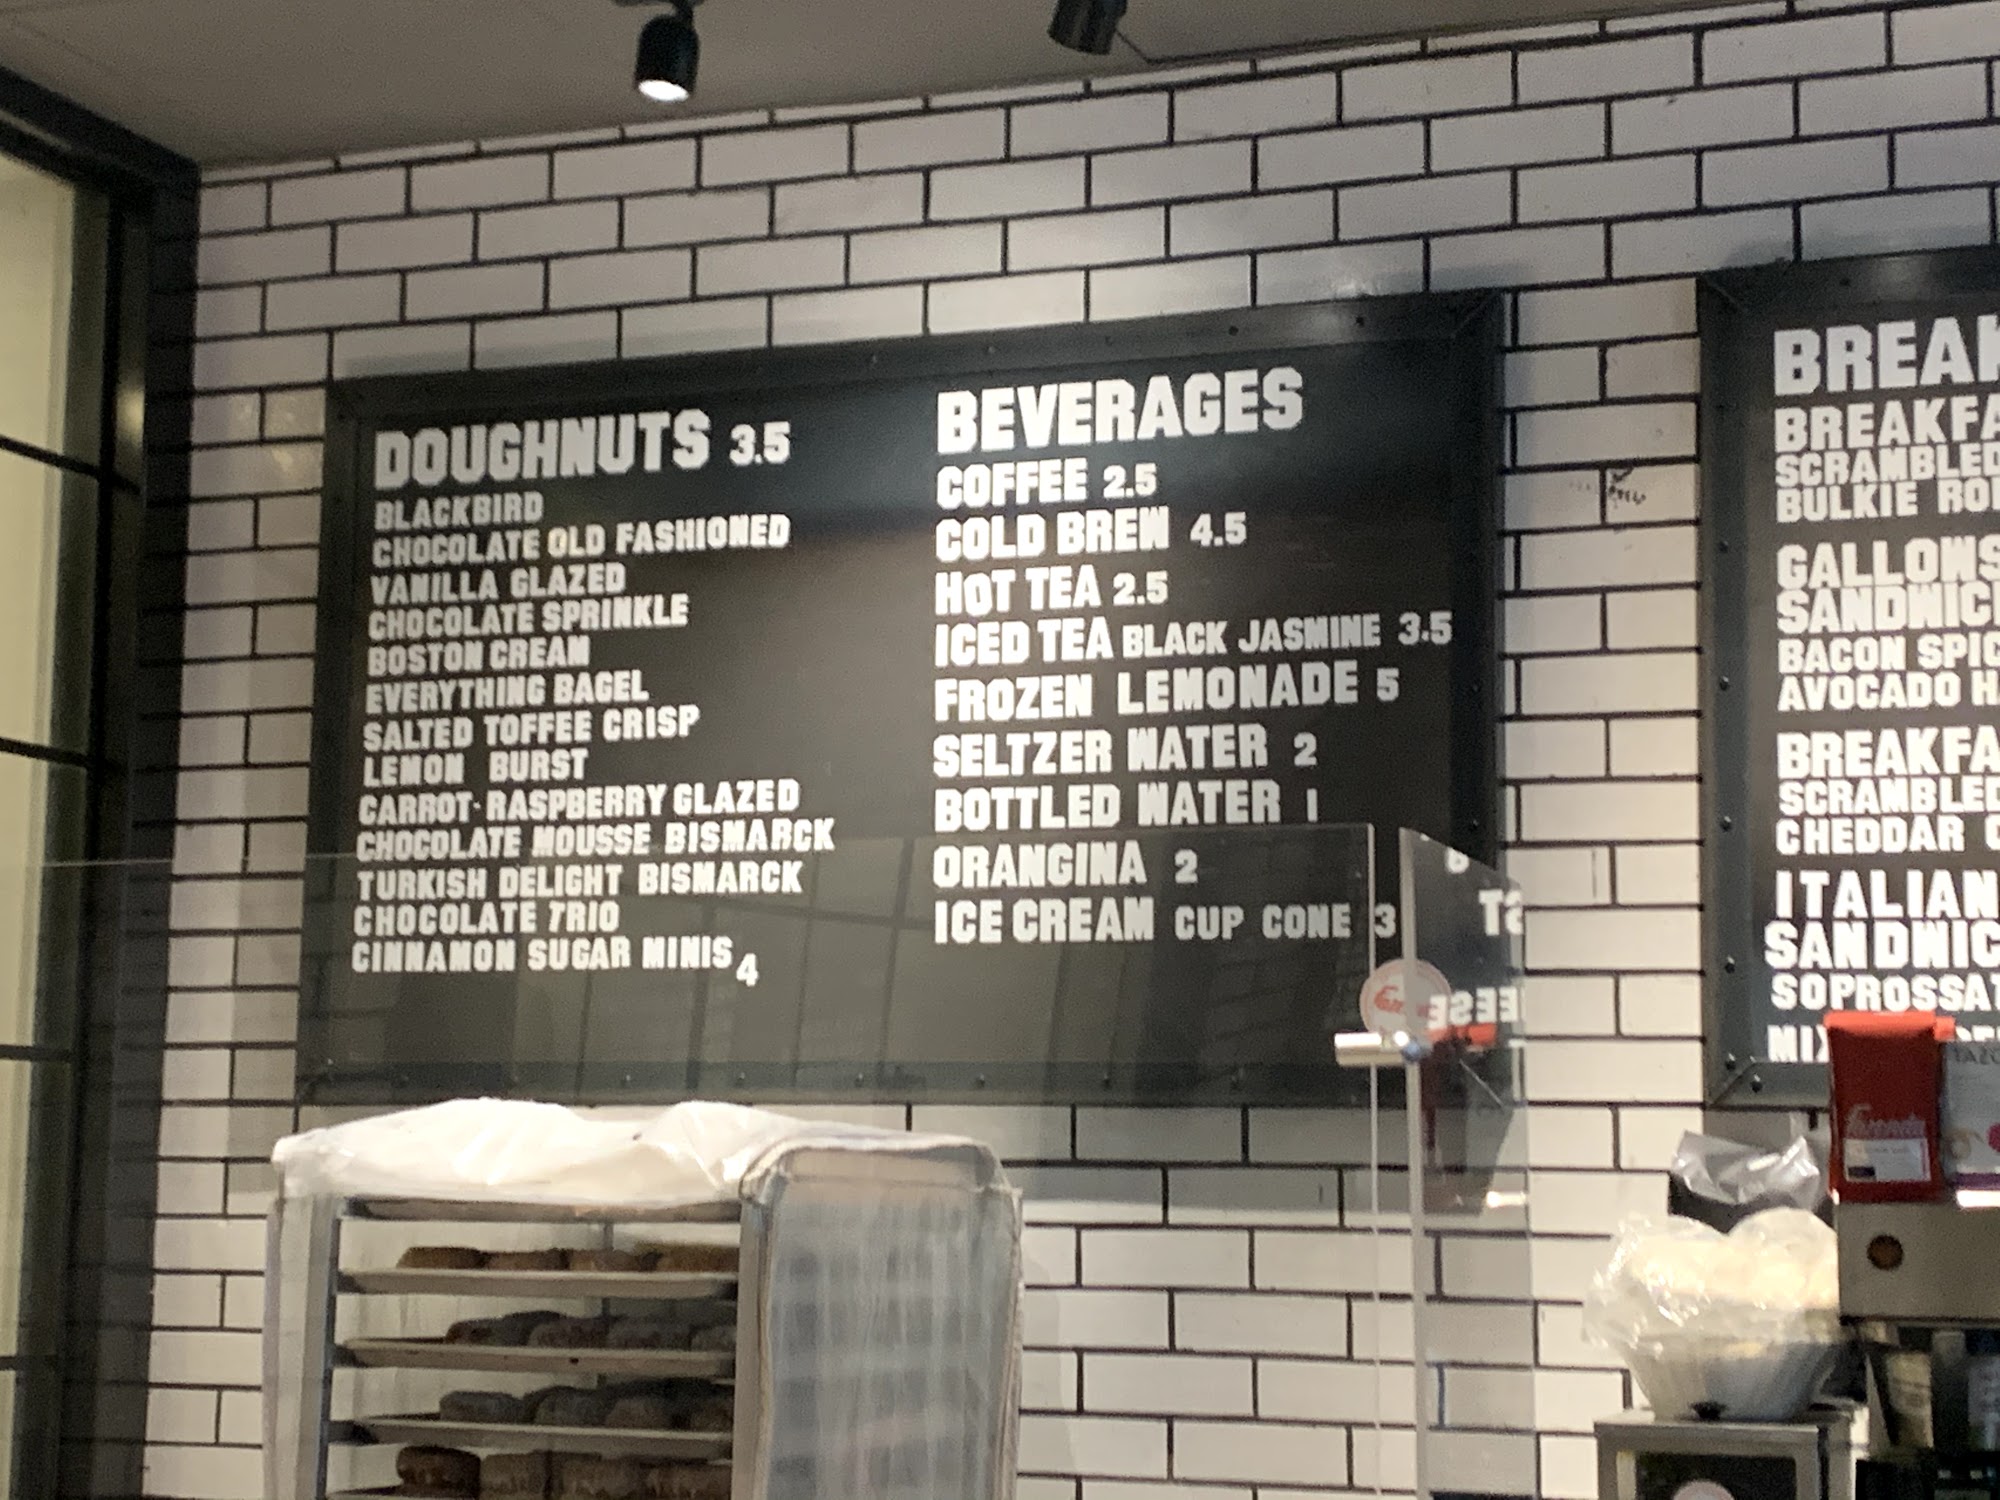 DOUGHNUTS 3.5
BLACKBIRD
CHOCOLATE OLD FASHIONED
VANILLA GLAZED
CHOCOLATE SPRINKLE
BOSTON CREAM
EVERYTHING BAGEL
SALTED TOFFEE CRISP
LEMON BURST
CARROT-RASPBERRY GLAZED
CHOCOLATE MOUSSE BISMARCK
TURKISH DELIGHT BISMARCK
CHOCOLATE TRIO
CINNAMON SUGAR MINIS 4
BEVERAGES
COFFEE 2.5
COLD BREW 4.5
HOT TEA 2.5
ICED TEA BLACK JASMINE 3.5
FROZEN LEMONADE 5
SELTZER WATER 2
BOTTLED WATER 1
ORANGINA 2
ICE CREAM CUP CONE 3
BREAK
BREAKFA
SCRAMBLED
BULKIE RO
GALLOWS
SANDWIC
BACON SPIC
AVOCADO H
BREAKFA
SCRAMBLED
CHEDDAR
ITALIAN
SANDWIC
SOPROSSAT
MIX
Fazenda